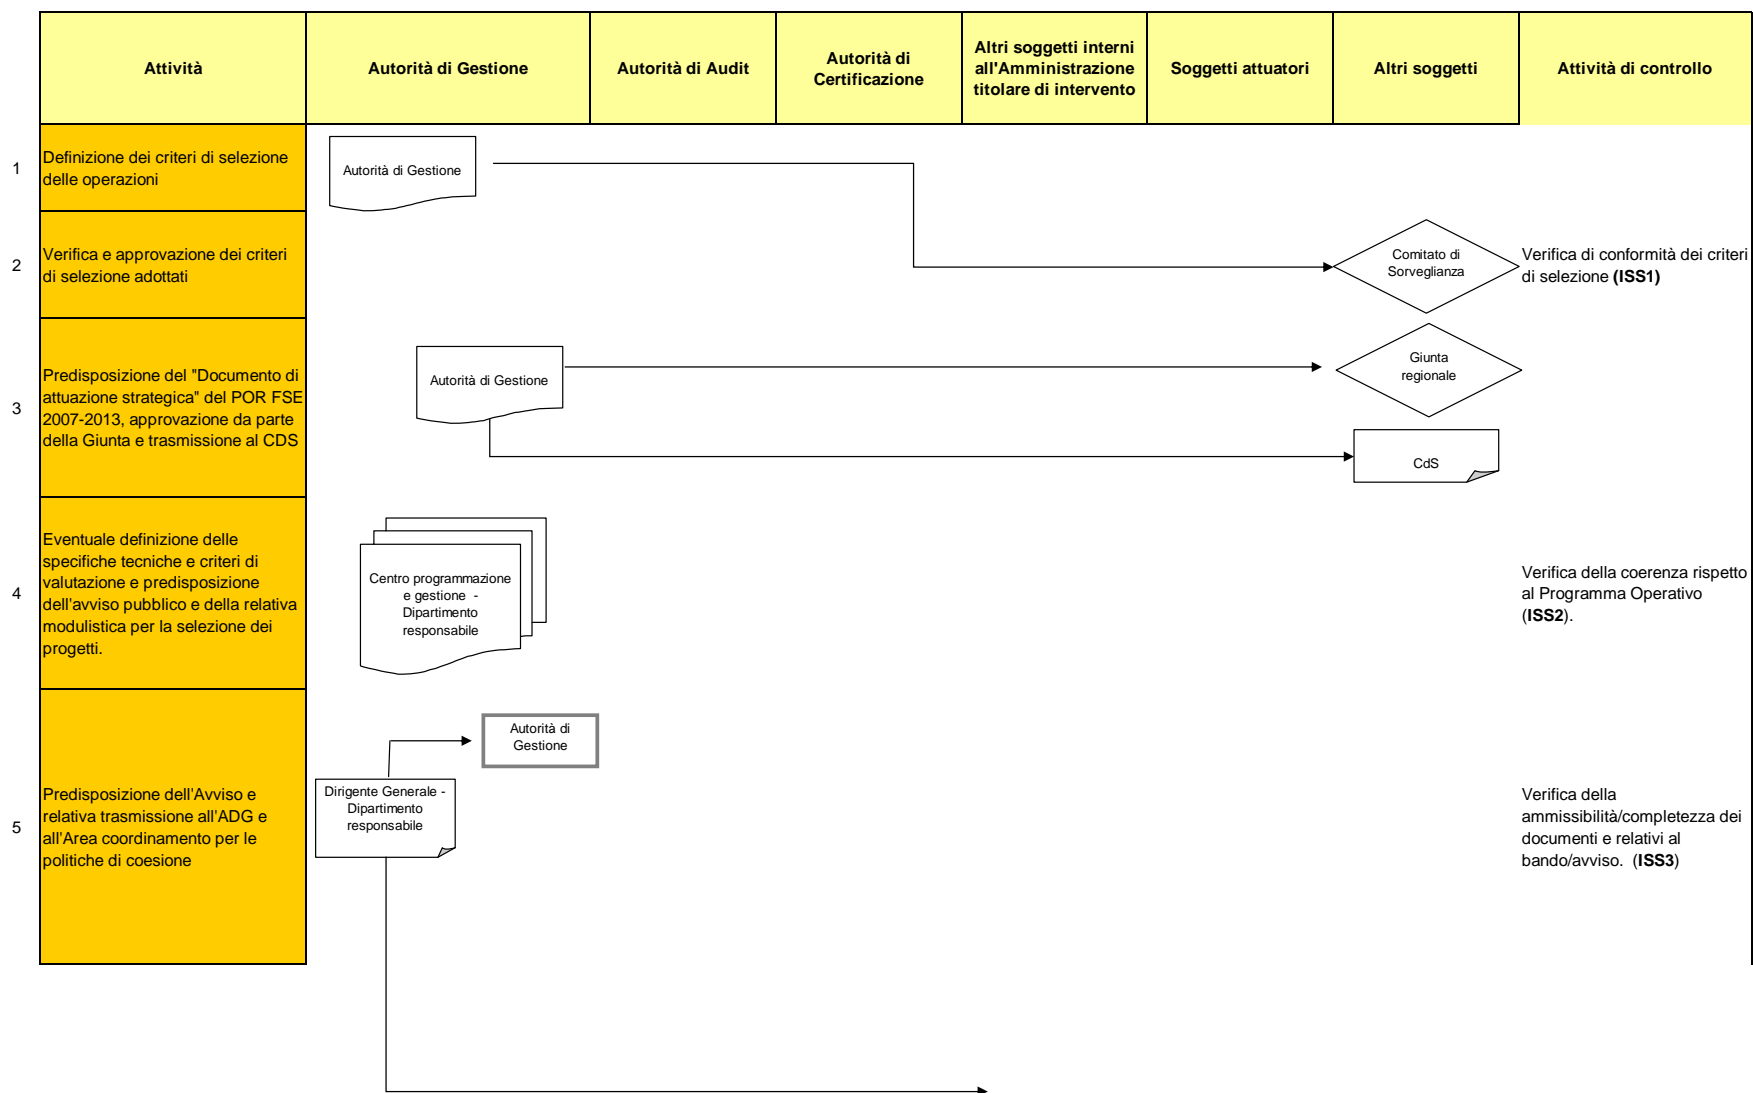 Attività
Autorità di Gestione
Autorità di Audit
Autorità di
Certificazione
Altri soggetti interni
all'Amministrazione
titolare di intervento
Soggetti attuatori
Altri soggetti
Attività di controllo
1
Definizione dei criteri di selezione
delle operazioni
Autorità di Gestione
2
Verifica e approvazione dei criteri
di selezione adottati
Comitato di
Sorveglianza
Verifica di conformità dei criteri
di selezione (ISS1)
3
Predisposizione del "Documento di
attuazione strategica" del POR FSE
2007-2013, approvazione da parte
della Giunta e trasmissione al CDS
Autorità di Gestione
Giunta
regionale
CdS
4
Eventuale definizione delle
specifiche tecniche e criteri di
valutazione e predisposizione
dell'avviso pubblico e della relativa
modulistica per la selezione dei
progetti.
Centro programmazione
e gestione -
Dipartimento
responsabile
Verifica della coerenza rispetto
al Programma Operativo
(ISS2).
5
Predisposizione dell'Avviso e
relativa trasmissione all'ADG e
all'Area coordinamento per le
politiche di coesione
Autorità di
Gestione
Dirigente Generale -
Dipartimento
responsabile
Verifica della
ammissibilità/completezza dei
documenti e relativi al
bando/avviso. (ISS3)